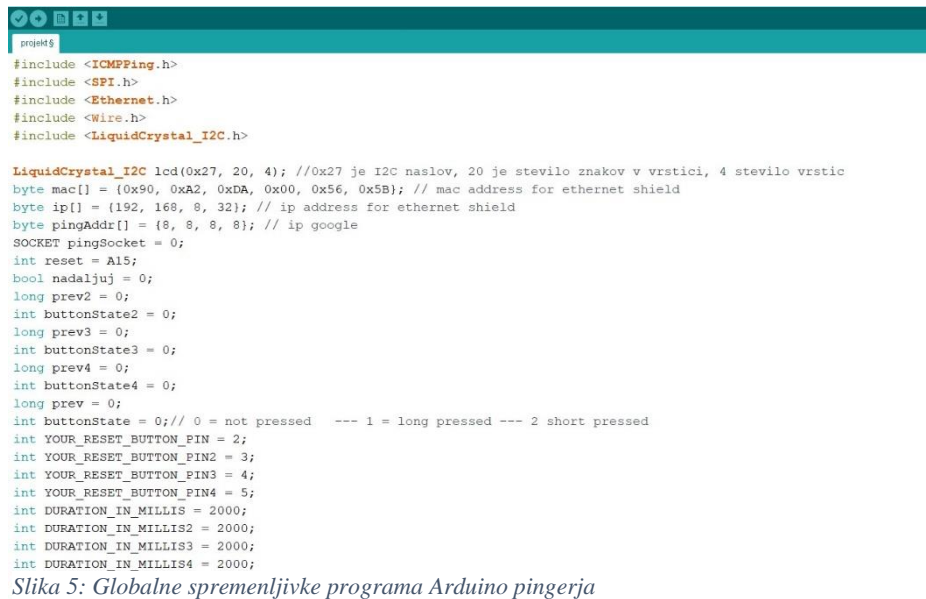 projekt §
#include <ICMPPing.h>
#include <SPI.h>
#include <Ethernet.h>
#include <Wire.h>
#include <LiquidCrystal_I2C.h>
LiquidCrystal_I2C lcd(0x27, 20, 4); //0x27 je I2C naslov, 20 je stevilo znakov v vrstici, 4 stevilo vrstic
byte mac[] = {0x90, 0xA2, 0xDA, 0x00, 0x56, 0x5B}; // mac address for ethernet shield
byte ip[] = {192, 168, 8, 32}; // ip address for ethernet shield
byte pingAddr[] = {8, 8, 8, 8}; // ip google
SOCKET pingSocket = 0;
int reset = A15;
bool nadaljuj = 0;
long prev2 = 0;
int buttonState2 = 0;
long prev3 = 0;
int buttonState3 = 0;
long prev4 = 0;
int buttonState4 = 0;
long prev = 0;
int buttonState = 0;// 0 = not pressed   --- 1 = long pressed --- 2 short pressed
int YOUR_RESET_BUTTON_PIN = 2;
int YOUR_RESET_BUTTON_PIN2 = 3;
int YOUR_RESET_BUTTON_PIN3 = 4;
int YOUR_RESET_BUTTON_PIN4 = 5;
int DURATION_IN_MILLIS = 2000;
int DURATION_IN_MILLIS2 = 2000;
int DURATION_IN_MILLIS3 = 2000;
int DURATION_IN_MILLIS4 = 2000;
Slika 5: Globalne spremenljivke programa Arduino pingerja